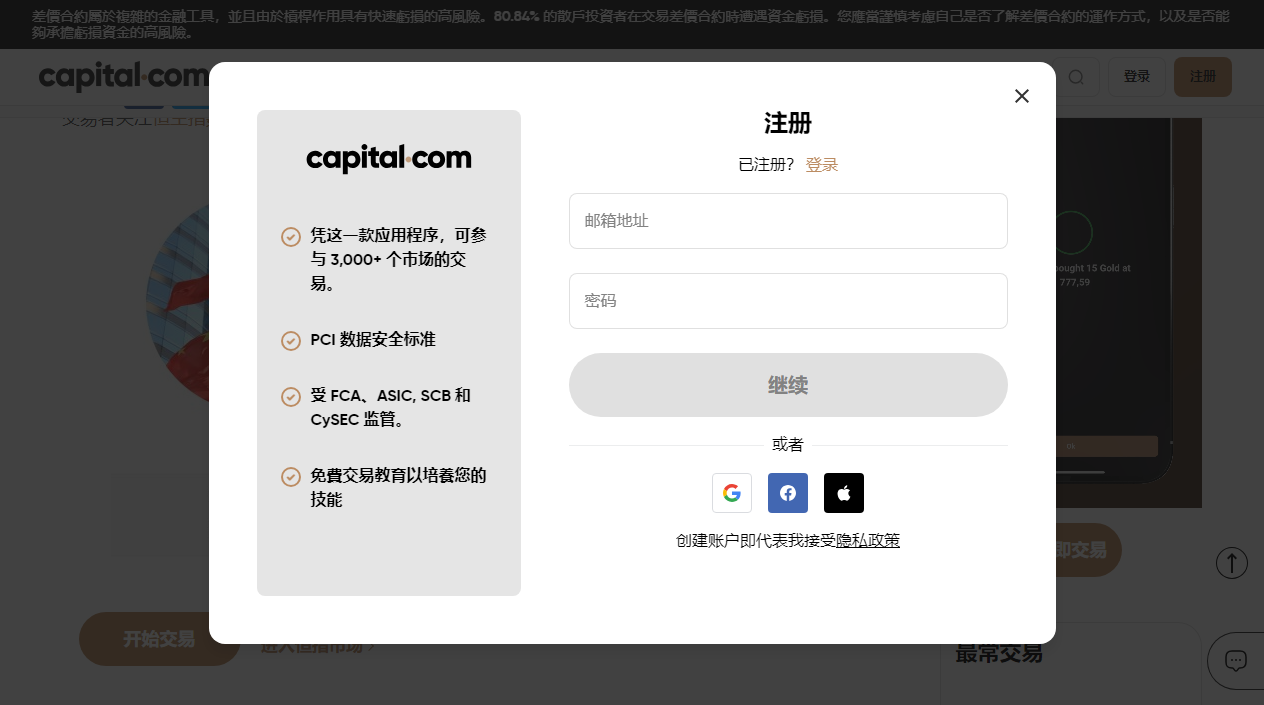 差價合約屬於複雜的金融工具，並且由於槓桿作用具有快速虧損的高風險。80.84% 的散戶投資者在交易差價合約時遭遇資金虧損。您應當謹慎考慮自己是否了解差價合約的運作方式，以及是否能
夠承擔虧損資金的高風險。
capital.com
登录
注册
交易者关注恒生指
capital.com
凭这一款应用程序，可参
与 3,000+ 个市场的交
易。
PCI 数据安全标准
受 FCA、ASIC, SCB 和
CySEC 监管。
免費交易教育以培養您的
技能
注册
已注册？ 登录
邮箱地址
密码
继续
或者
创建账户即代表我接受隐私政策
bought 15 Gold at
777,59
Ok
即交易
开始交易
进入恒指市场
最常交易